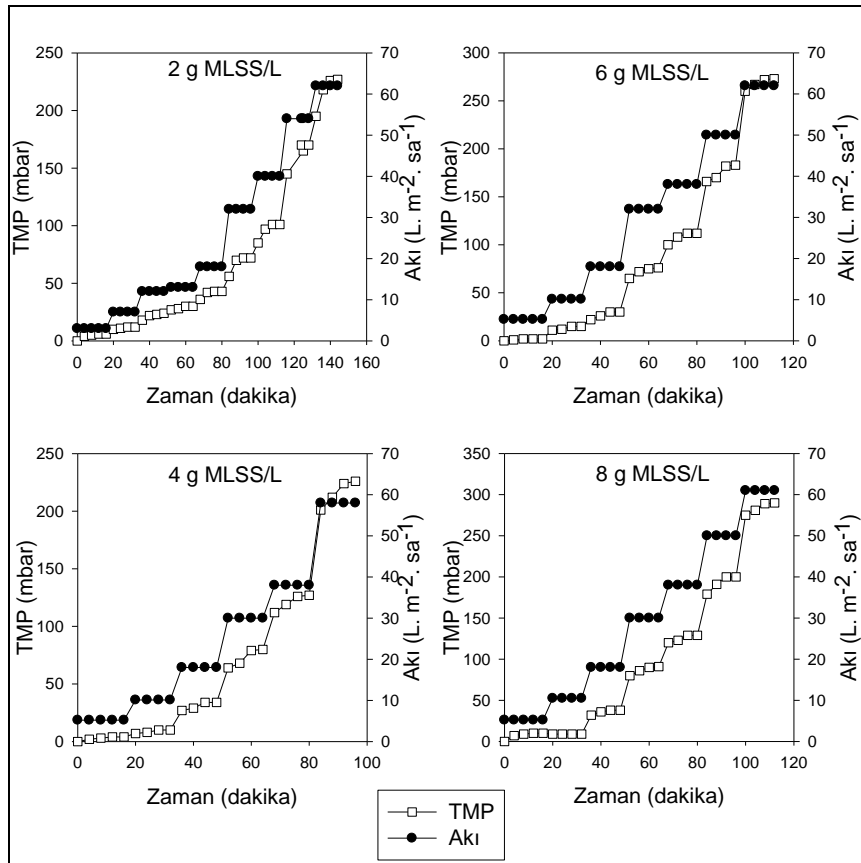 2 g MLSS/L
TMP (mbar)
250
200
150
100
50
0
0 20 40 60 80 100 120 140 160
Zaman (dakika)
70
60
50
40
30
20
10
0
Akı (L. m-2. sa-1)
6 g MLSS/L
TMP (mbar)
300
250
200
150
100
50
0
0 20 40 60 80 100 120
Zaman (dakika)
70
60
50
40
30
20
10
0
Akı (L. m-2. sa-1)
4 g MLSS/L
TMP (mbar)
250
200
150
100
50
0
0 20 40 60 80 100
Zaman (dakika)
70
60
50
40
30
20
10
0
Akı (L. m-2. sa-1)
8 g MLSS/L
TMP (mbar)
350
300
250
200
150
100
50
0
0 20 40 60 80 100 120
Zaman (dakika)
70
60
50
40
30
20
10
0
Akı (L. m-2. sa-1)
TMP
Akı